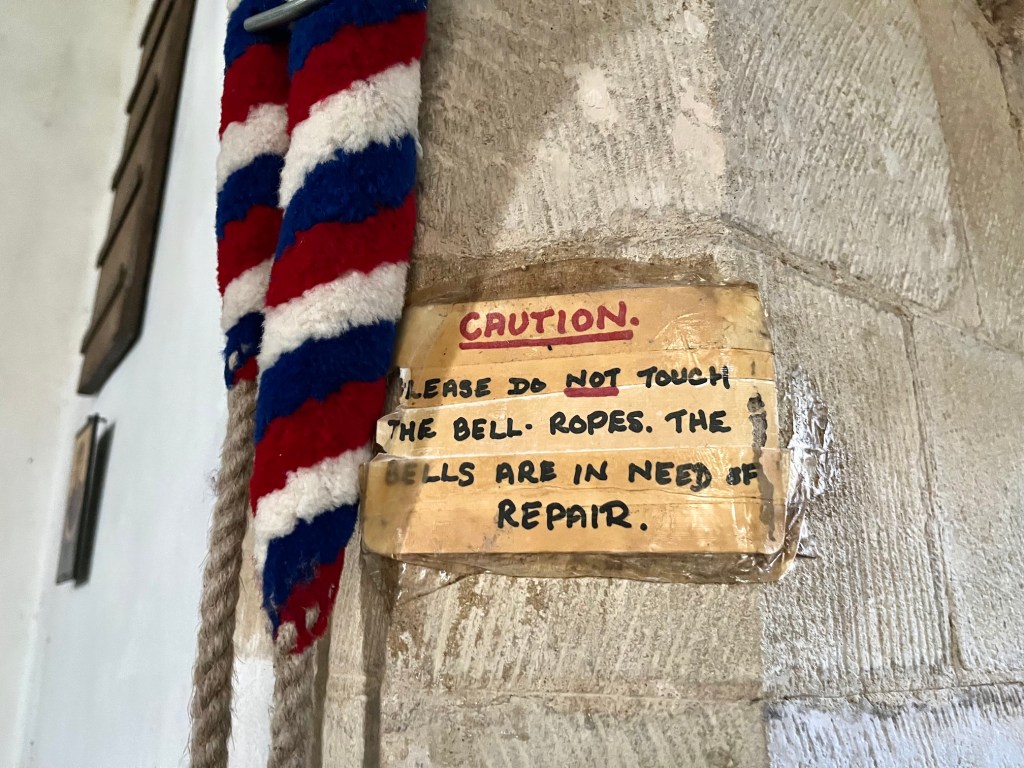 CAUTION.
PLEASE DO NOT TOUCH
THE BELL. ROPES. THE
BELLS ARE IN NEED OF
REPAIR.